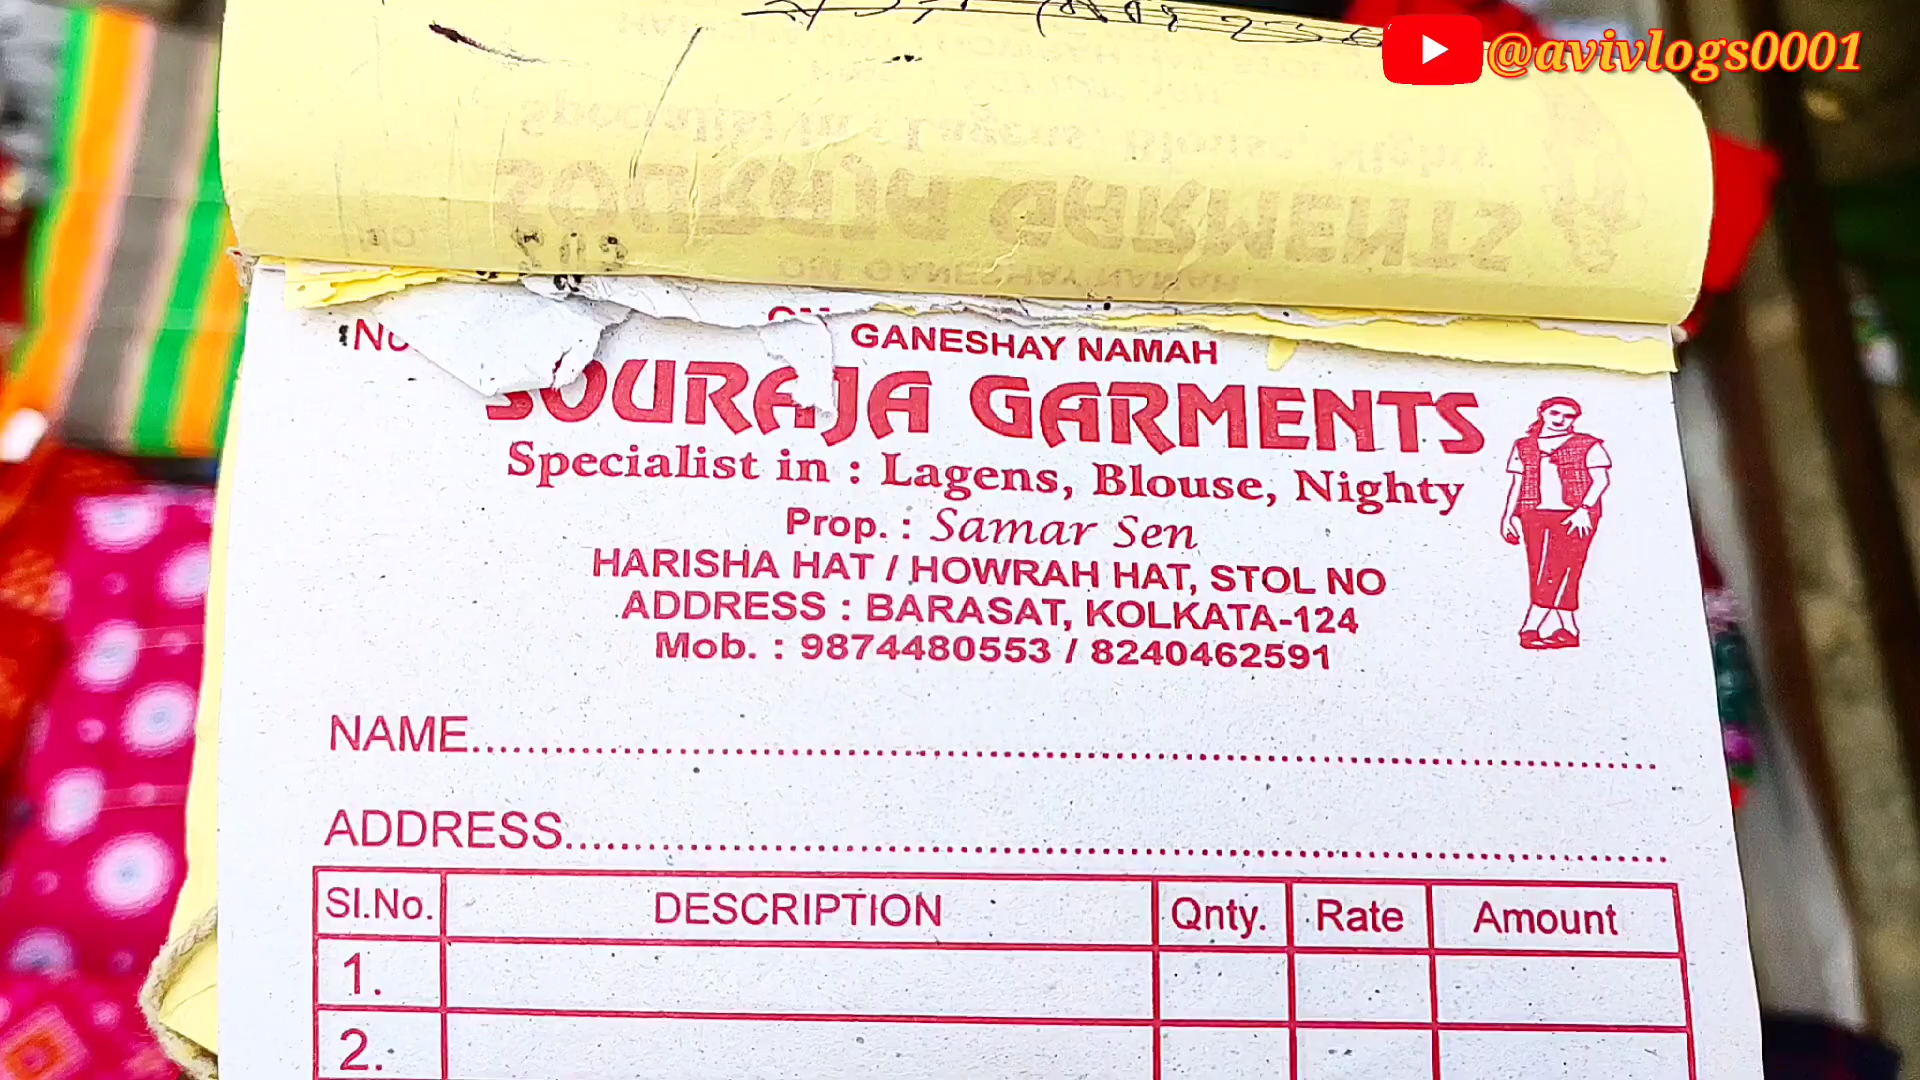 @avivlogs0001
GANESHAY NAMAH
SOURAJA GARMENTS
Specialist in : Lagens, Blouse, Nighty
Prop. : Samar Sen
HARISHA HAT / HOWRAH HAT, STOL NO
ADDRESS : BARASAT, KOLKATA-124
Mob. : 9874480553 / 8240462591
NAME
ADDRESS
Sl.No. DESCRIPTION Qnty. Rate Amount
1.
2.